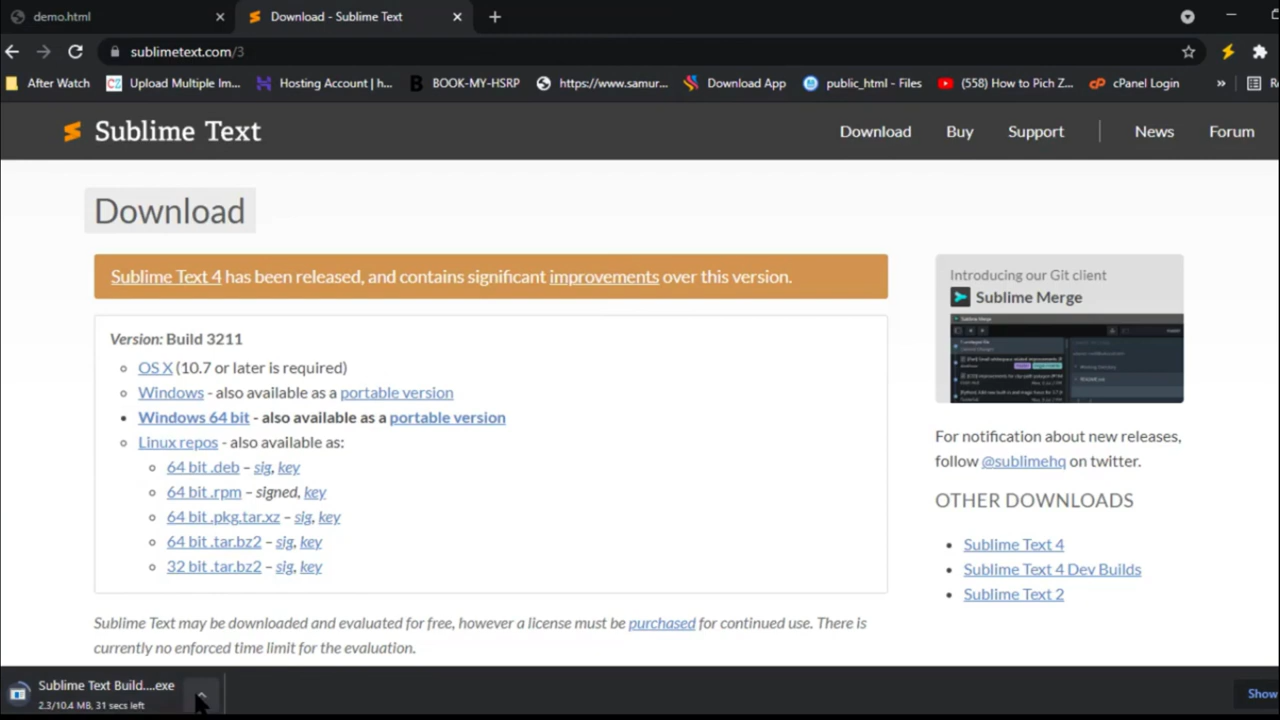 demo.html
Download - Sublime Text
sublimetext.com/3
After Watch
Upload Multiple Im...
Hosting Account | h...
BOOK-MY-HSRP
https://www.samur...
Download App
public_html - Files
(558) How to Pich Z...
cPanel Login
»
Sublime Text
Download
Buy
Support
News
Forum
Download
Sublime Text 4 has been released, and contains significant improvements over this version.
Version: Build 3211
OS X (10.7 or later is required)
Windows - also available as a portable version
Windows 64 bit - also available as a portable version
Linux repos - also available as:
64 bit .deb – sig, key
64 bit .rpm – signed, key
64 bit .pkg.tar.xz – sig, key
64 bit .tar.bz2 – sig, key
32 bit .tar.bz2 – sig, key
Sublime Text may be downloaded and evaluated for free, however a license must be purchased for continued use. There is
currently no enforced time limit for the evaluation.
Introducing our Git client
Sublime Merge
For notification about new releases,
follow @sublimehq on twitter.
OTHER DOWNLOADS
Sublime Text 4
Sublime Text 4 Dev Builds
Sublime Text 2
Sublime Text Build....exe
2.3/10.4 MB, 31 secs left
Show